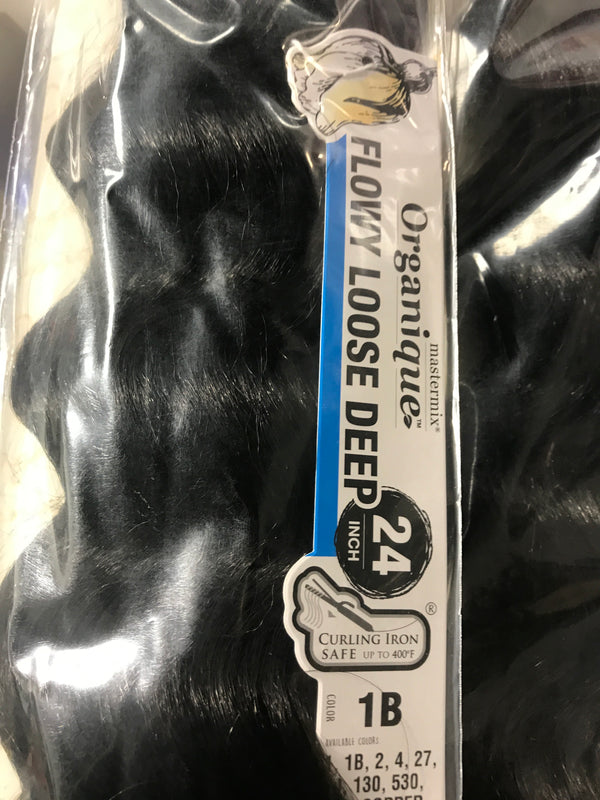 mastermix®
Organique™
FLOWY LOOSE DEEP
24
INCH
®
CURLING IRON
SAFE UP TO 400°F
COLOR
1B
AVAILABLE COLORS
1B, 2, 4, 27,
130, 530,